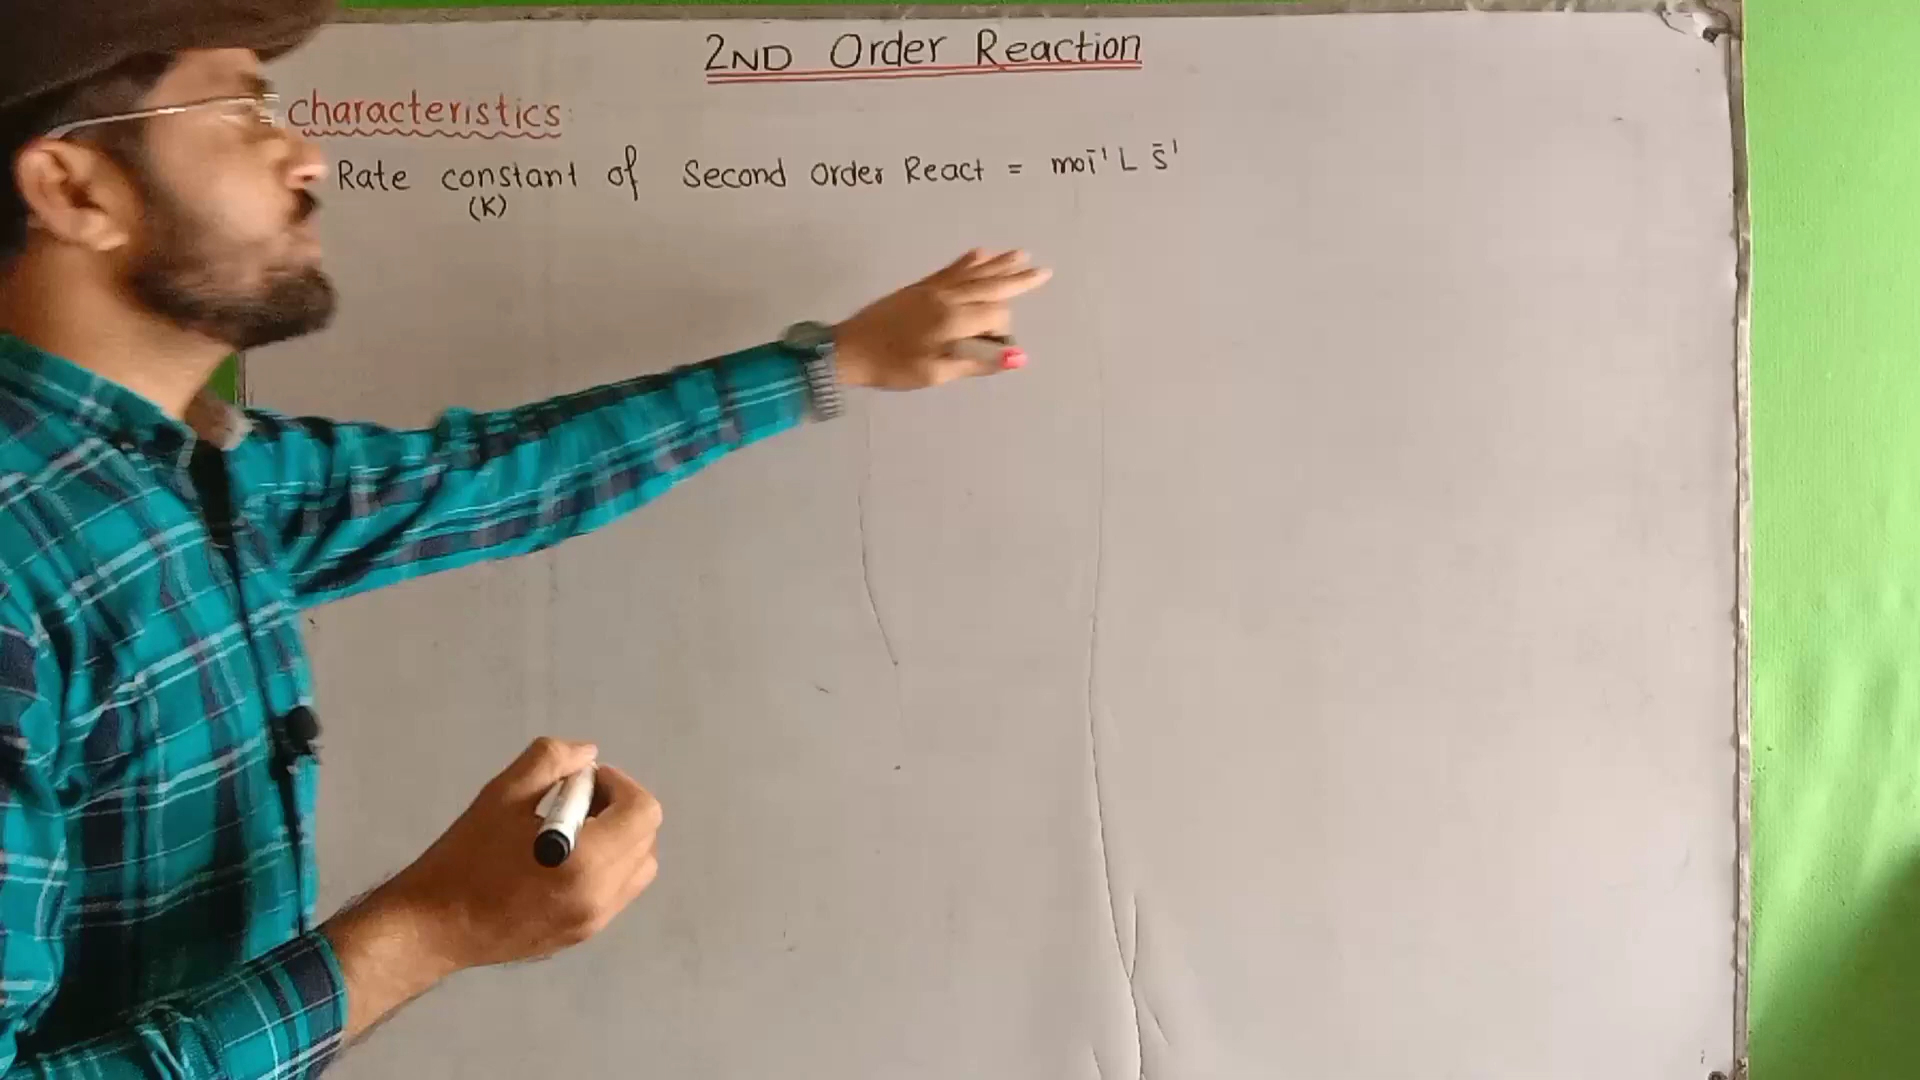 2ND Order Reaction
Characteristics:
Rate constant of Second Order React = mol⁻¹ L s⁻¹
(K)